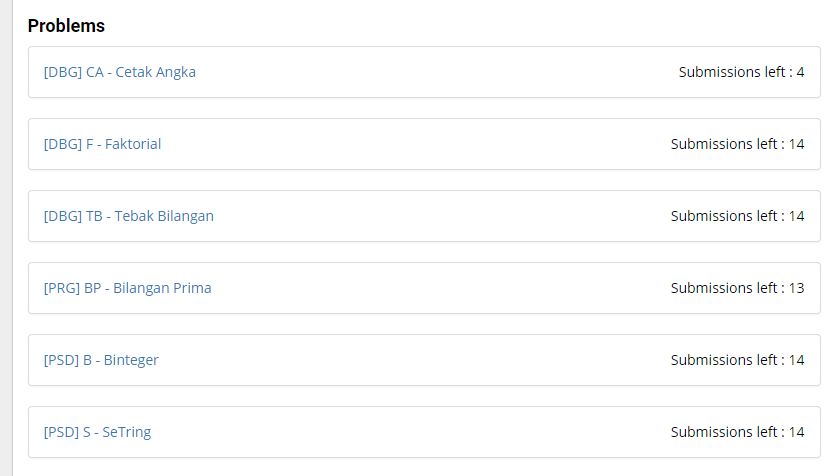 Problems
[DBG] CA - Cetak Angka Submissions left : 4
[DBG] F - Faktorial Submissions left : 14
[DBG] TB - Tebak Bilangan Submissions left : 14
[PRG] BP - Bilangan Prima Submissions left : 13
[PSD] B - Binteger Submissions left : 14
[PSD] S - SeTring Submissions left : 14